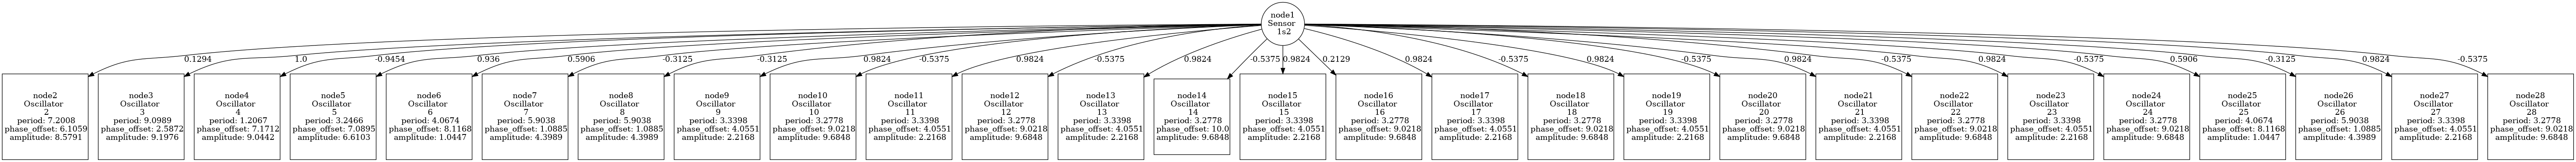 node1
Sensor
1s2
0.1294
1.0
-0.9454
0.936
0.5906
-0.3125
-0.3125
0.9824
-0.5375
0.9824
-0.5375
0.9824
-0.5375
0.9824
0.2129
0.9824
-0.5375
0.9824
-0.5375
0.9824
-0.5375
0.9824
-0.5375
0.5906
-0.3125
0.9824
-0.5375
node2
Oscillator
2
period: 7.2008
phase_offset: 6.1059
amplitude: 8.5791
node3
Oscillator
3
period: 9.0989
phase_offset: 2.5872
amplitude: 9.1976
node4
Oscillator
4
period: 1.2067
phase_offset: 7.1712
amplitude: 9.0442
node5
Oscillator
5
period: 3.2466
phase_offset: 7.0895
amplitude: 6.6103
node6
Oscillator
6
period: 4.0674
phase_offset: 8.1168
amplitude: 1.0447
node7
Oscillator
7
period: 5.9038
phase_offset: 1.0885
amplitude: 4.3989
node8
Oscillator
8
period: 5.9038
phase_offset: 1.0885
amplitude: 4.3989
node9
Oscillator
9
period: 3.3398
phase_offset: 4.0551
amplitude: 2.2168
node10
Oscillator
10
period: 3.2778
phase_offset: 9.0218
amplitude: 9.6848
node11
Oscillator
11
period: 3.3398
phase_offset: 4.0551
amplitude: 2.2168
node12
Oscillator
12
period: 3.2778
phase_offset: 9.0218
amplitude: 9.6848
node13
Oscillator
13
period: 3.3398
phase_offset: 4.0551
amplitude: 2.2168
node14
Oscillator
14
period: 3.2778
phase_offset: 10.0
amplitude: 9.6848
node15
Oscillator
15
period: 3.3398
phase_offset: 4.0551
amplitude: 2.2168
node16
Oscillator
16
period: 3.2778
phase_offset: 9.0218
amplitude: 9.6848
node17
Oscillator
17
period: 3.3398
phase_offset: 4.0551
amplitude: 2.2168
node18
Oscillator
18
period: 3.2778
phase_offset: 9.0218
amplitude: 9.6848
node19
Oscillator
19
period: 3.3398
phase_offset: 4.0551
amplitude: 2.2168
node20
Oscillator
20
period: 3.2778
phase_offset: 9.0218
amplitude: 9.6848
node21
Oscillator
21
period: 3.3398
phase_offset: 4.0551
amplitude: 2.2168
node22
Oscillator
22
period: 3.2778
phase_offset: 9.0218
amplitude: 9.6848
node23
Oscillator
23
period: 3.3398
phase_offset: 4.0551
amplitude: 2.2168
node24
Oscillator
24
period: 3.2778
phase_offset: 9.0218
amplitude: 9.6848
node25
Oscillator
25
period: 4.0674
phase_offset: 8.1168
amplitude: 1.0447
node26
Oscillator
26
period: 5.9038
phase_offset: 1.0885
amplitude: 4.3989
node27
Oscillator
27
period: 3.3398
phase_offset: 4.0551
amplitude: 2.2168
node28
Oscillator
28
period: 3.2778
phase_offset: 9.0218
amplitude: 9.6848